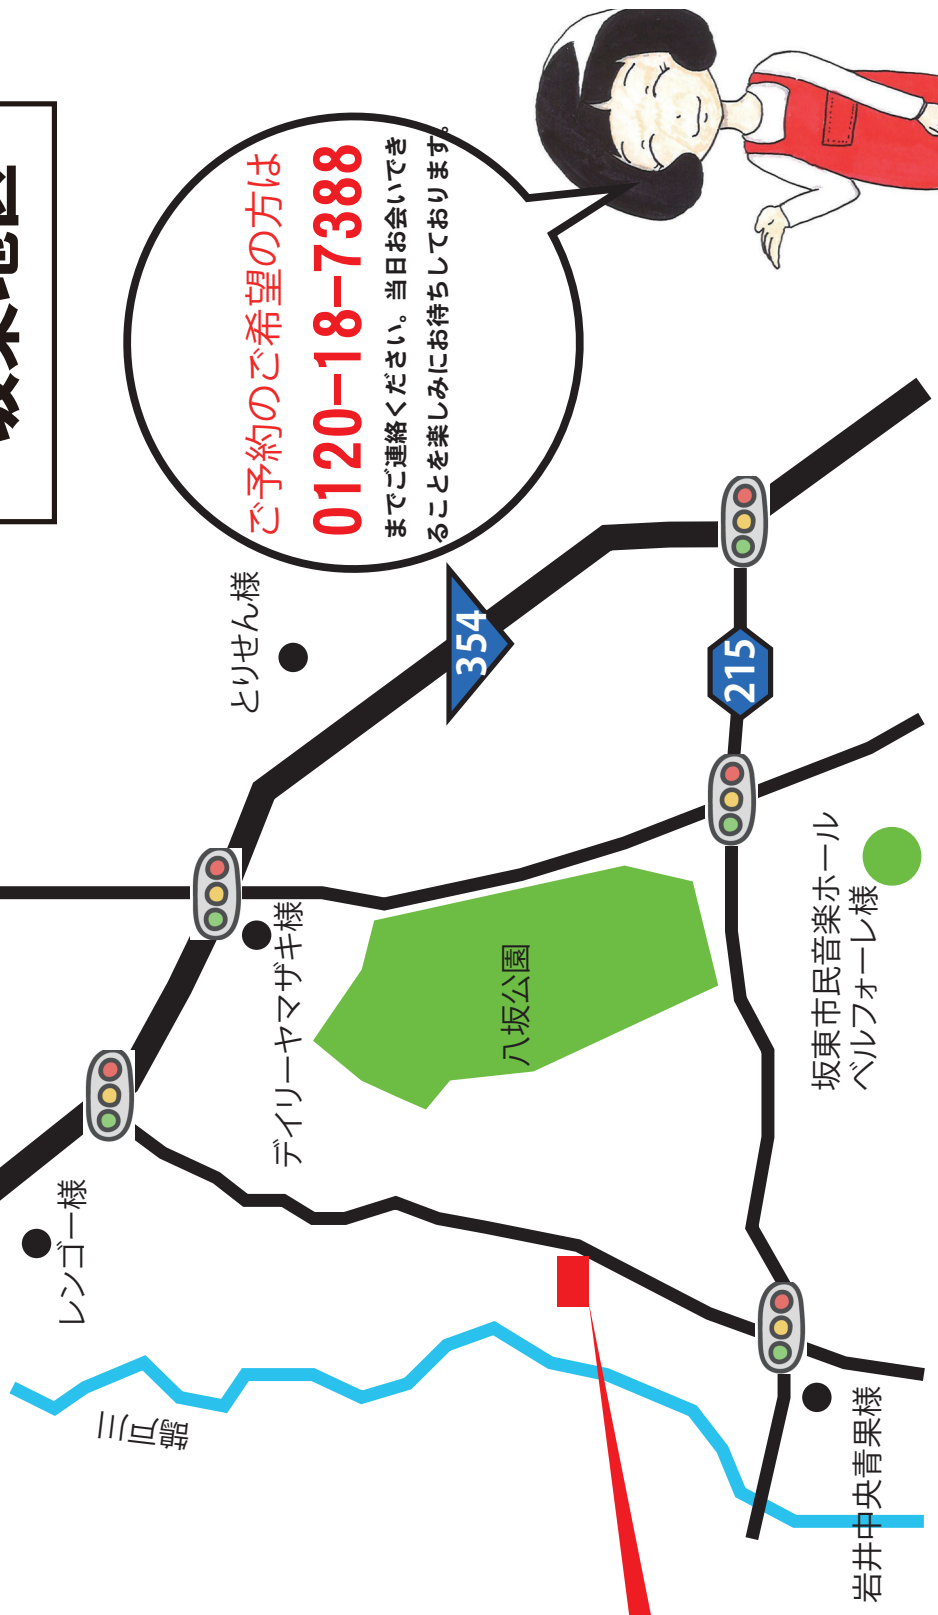 ご予約のご希望の方は
0120-18-7388
までご連絡ください。当日お会いでき
ることを楽しみにお待ちしております。
とりせん様
354
215
デイリーヤマザキ様
八坂公園
坂東市民音楽ホール
ベルフォーレ様
レンゴー様
鵠戸川
岩井中央青果様